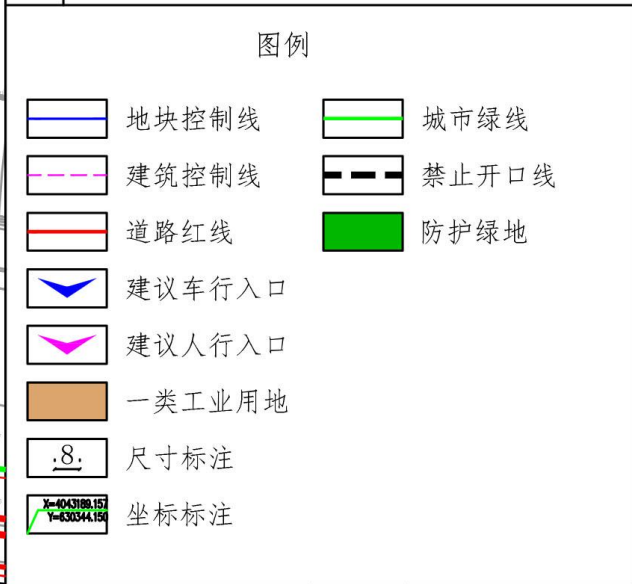 图例
地块控制线 城市绿线
建筑控制线 禁止开口线
道路红线 防护绿地
建议车行入口
建议人行入口
一类工业用地
.8. 尺寸标注
X=4043189.157
Y=630344.150
坐标标注